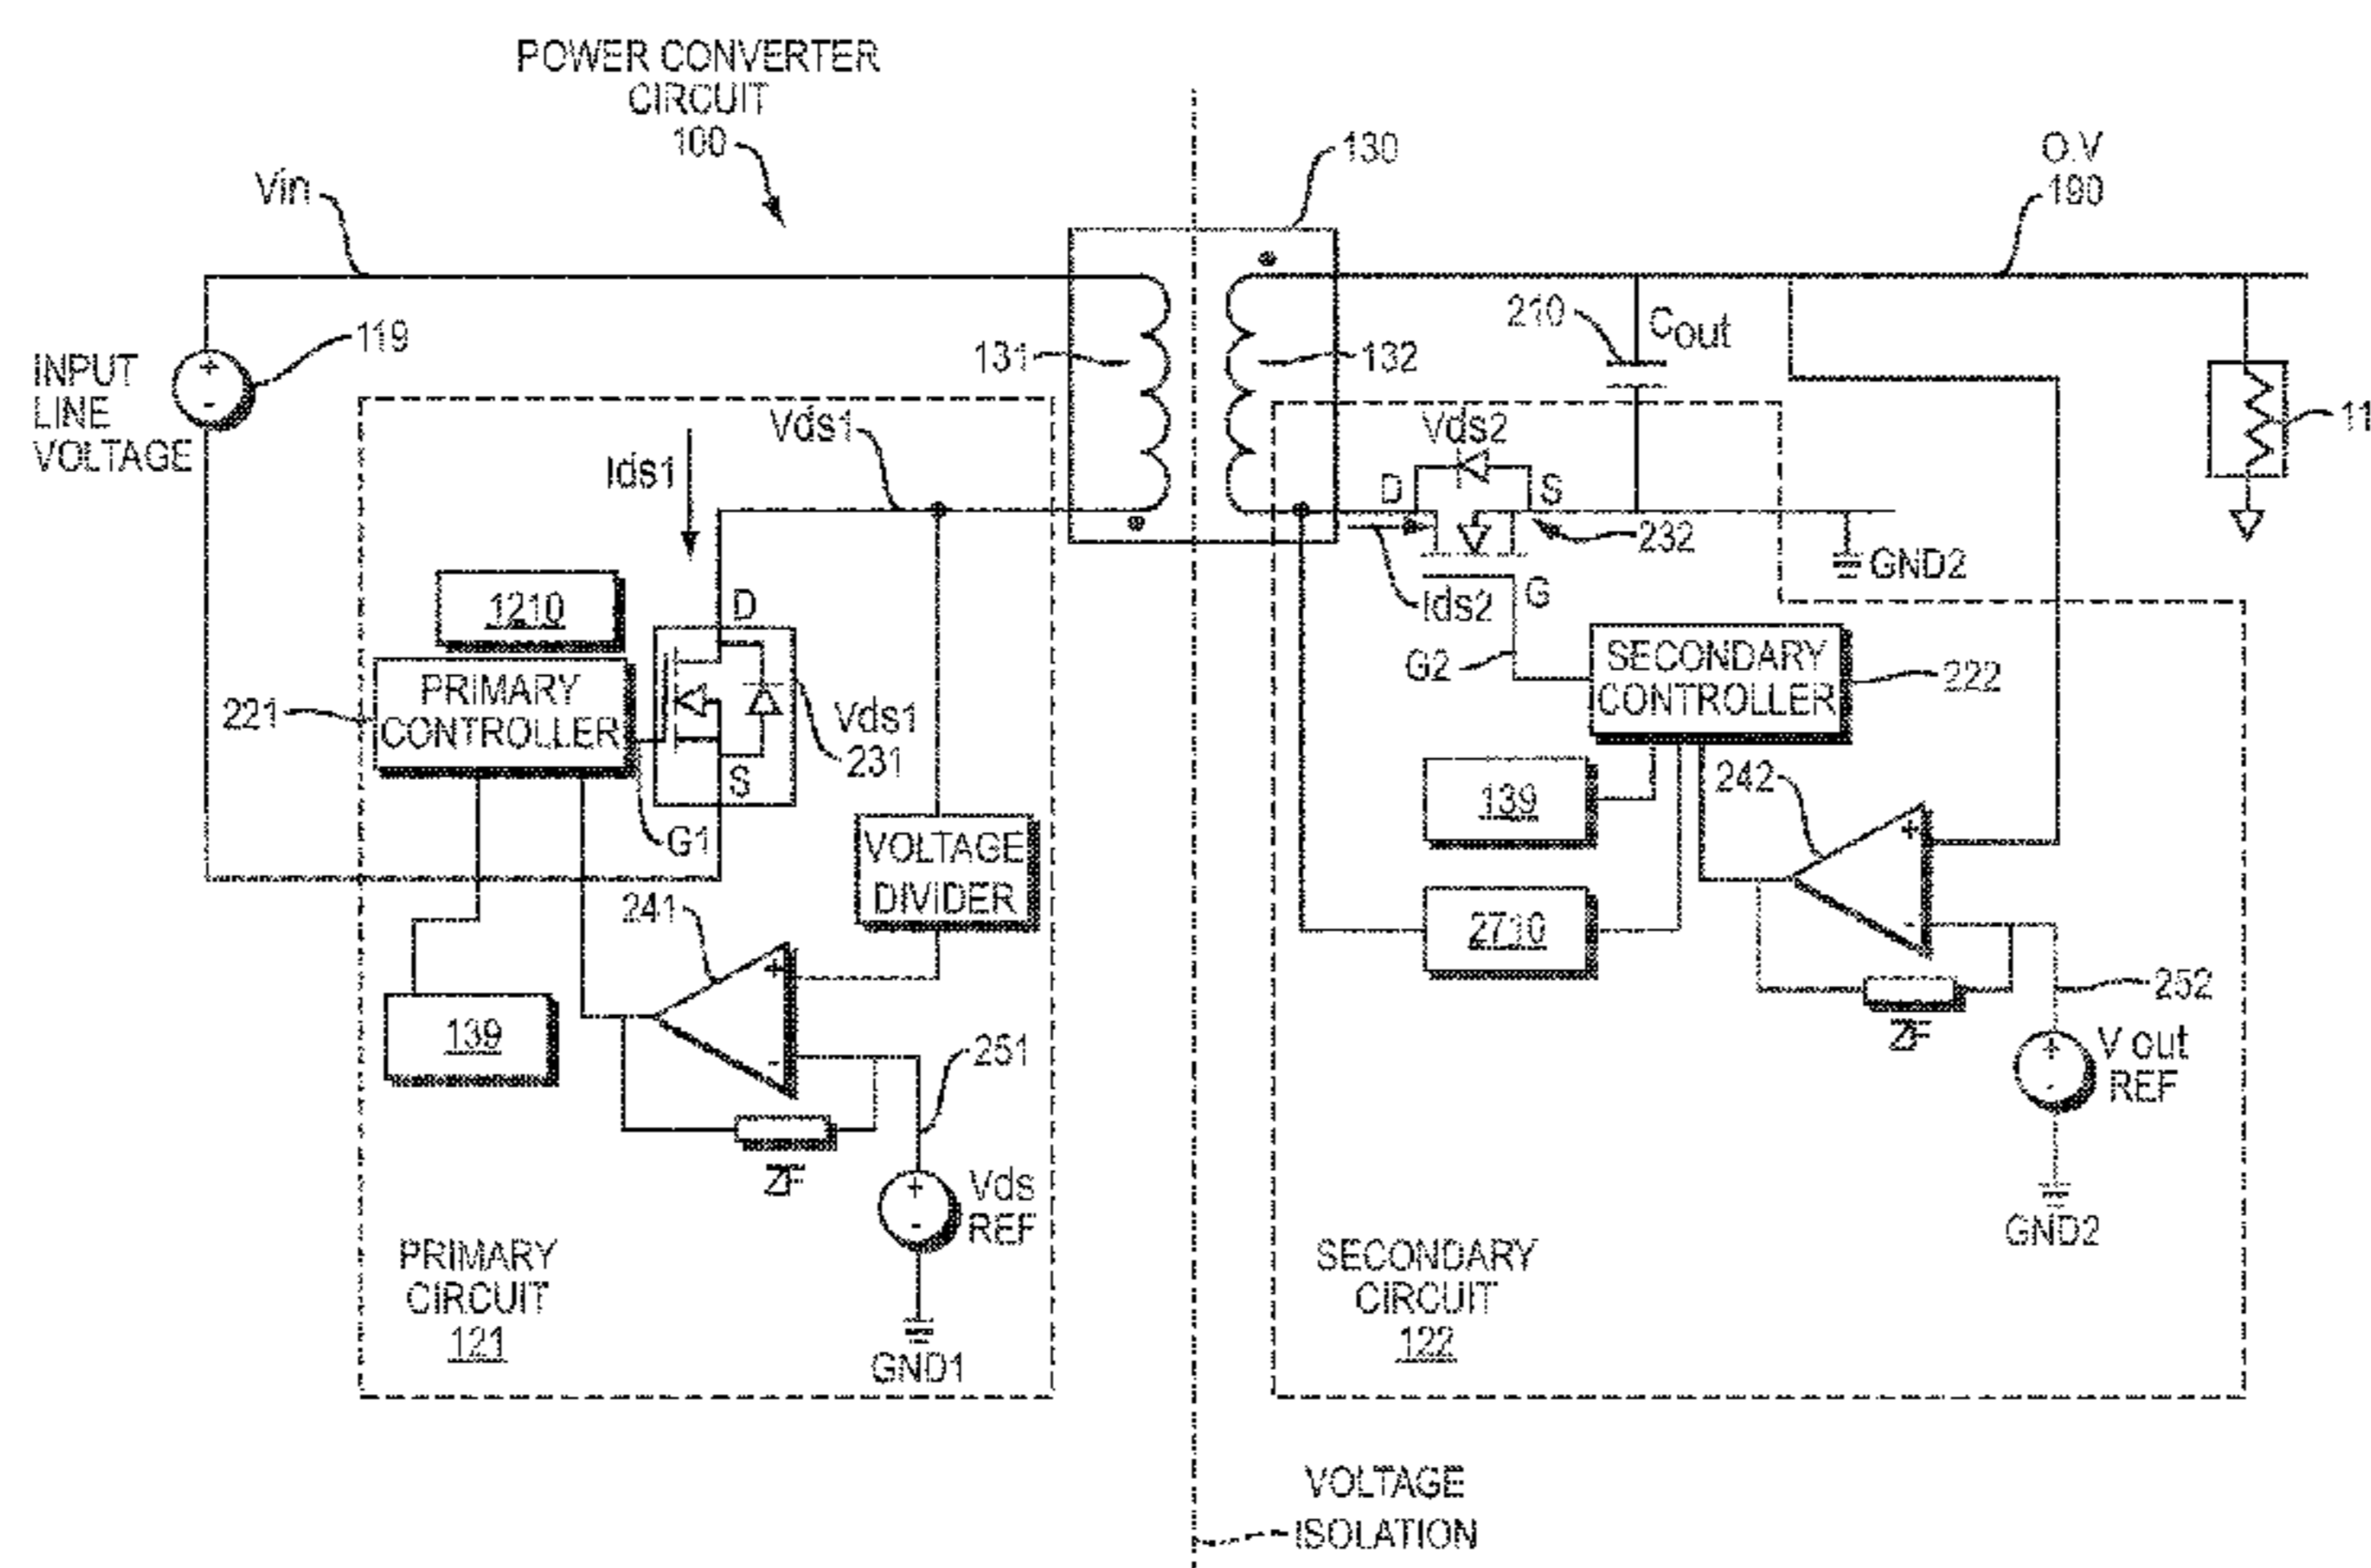 POWER CONVERTER
CIRCUIT
100
130
O.V
190
Vin
119
INPUT
LINE
VOLTAGE
131
132
210
Cout
11
Vds1
Ids1
Vds2
D
S
232
GND2
G
Ids2
G2
1210
D
PRIMARY
CONTROLLER
221
Vds1
231
S
G1
SECONDARY
CONTROLLER
222
139
242
+
-
2710
VOLTAGE
DIVIDER
241
+
-
139
251
252
ZF
V out
REF
+
-
GND2
ZF
Vds
REF
+
-
GND1
PRIMARY
CIRCUIT
121
SECONDARY
CIRCUIT
122
VOLTAGE
ISOLATION
+
-